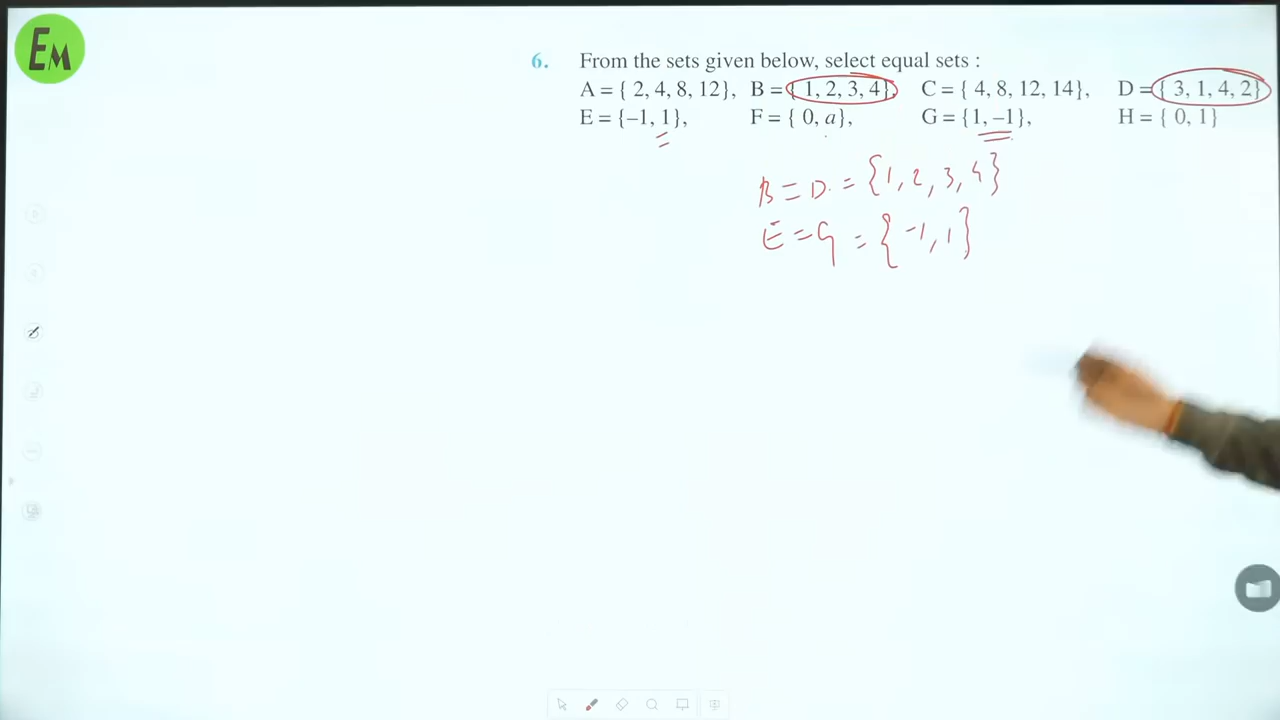 EM
6. From the sets given below, select equal sets :
A = { 2, 4, 8, 12}, B = { 1, 2, 3, 4}, C = { 4, 8, 12, 14}, D = { 3, 1, 4, 2}
E = {–1, 1}, F = { 0, a}, G = {1, –1}, H = { 0, 1}
B = D = {1, 2, 3, 4}
E = G = {-1, 1}